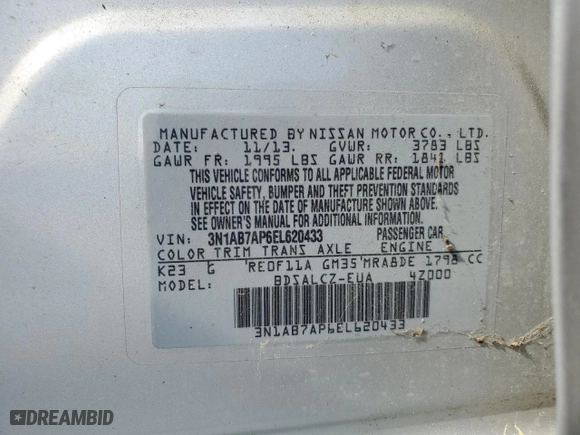 MANUFACTURED BY NISSAN MOTOR CO., LTD.
DATE: 11/13. GVWR: 3783 LBS
GAWR FR: 1995 LBS GAWR RR: 1841 LBS
THIS VEHICLE CONFORMS TO ALL APPLICABLE FEDERAL MOTOR
VEHICLE SAFETY, BUMPER AND THEFT PREVENTION STANDARDS
IN EFFECT ON THE DATE OF MANUFACTURE SHOWN ABOVE.
SEE OWNER'S MANUAL FOR ADDITIONAL INFORMATION.
VIN: 3N1AB7AP6EL620433 PASSENGER CAR
COLOR TRIM TRANS AXLE ENGINE
K23 G RE0F11A GM35 MRA8DE 1798 CC
MODEL: BDSALCZ-EUA 4Z000
3N1AB7AP6EL620433
DREAMBID